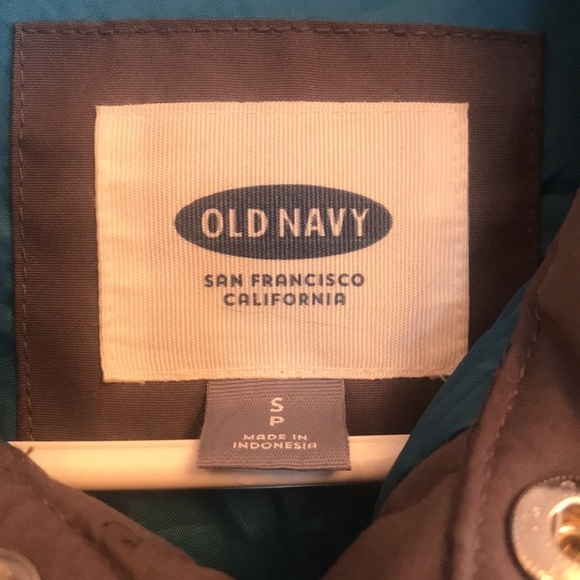 OLD NAVY
SAN FRANCISCO
CALIFORNIA
S
P
MADE IN
INDONESIA